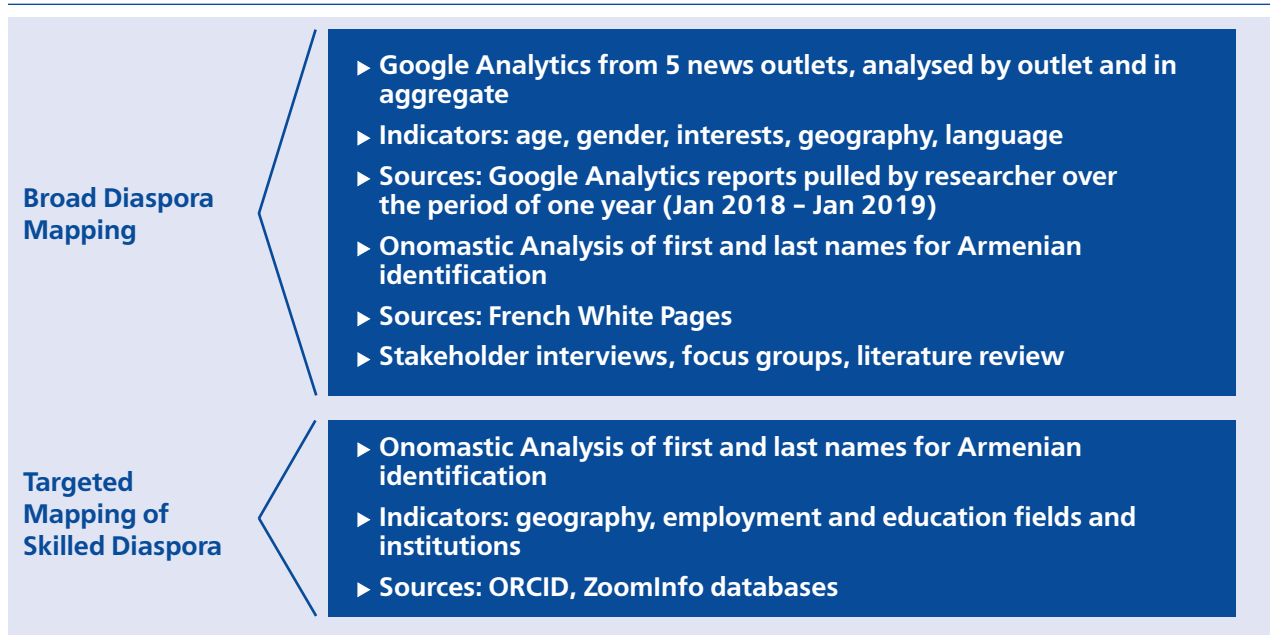 Broad Diaspora
Mapping
▶ Google Analytics from 5 news outlets, analysed by outlet and in
aggregate
▶ Indicators: age, gender, interests, geography, language
▶ Sources: Google Analytics reports pulled by researcher over
the period of one year (Jan 2018 – Jan 2019)
▶ Onomastic Analysis of first and last names for Armenian
identification
▶ Sources: French White Pages
▶ Stakeholder interviews, focus groups, literature review
Targeted
Mapping of
Skilled Diaspora
▶ Onomastic Analysis of first and last names for Armenian
identification
▶ Indicators: geography, employment and education fields and
institutions
▶ Sources: ORCID, ZoomInfo databases